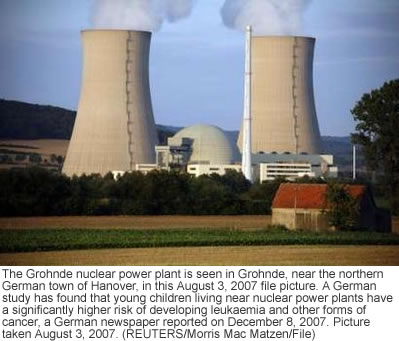 The Grohnde nuclear power plant is seen in Grohnde, near the northern
German town of Hanover, in this August 3, 2007 file picture. A German
study has found that young children living near nuclear power plants have
a significantly higher risk of developing leukaemia and other forms of
cancer, a German newspaper reported on December 8, 2007. Picture
taken August 3, 2007. (REUTERS/Morris Mac Matzen/File)